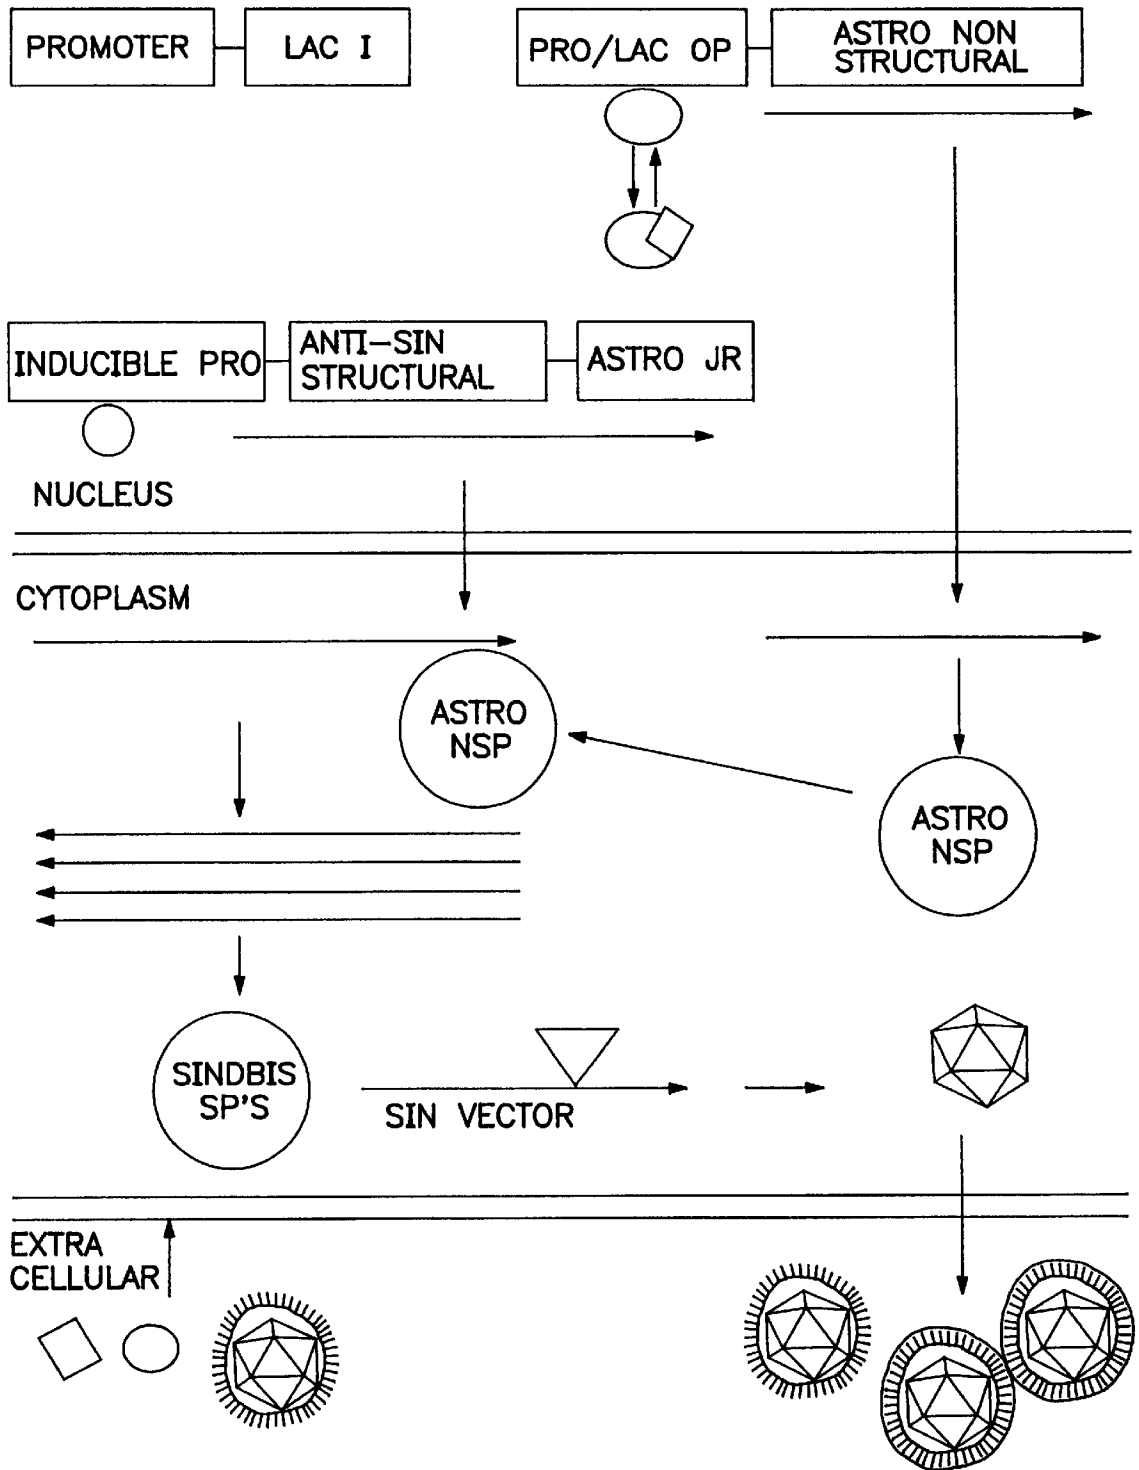 PROMOTER
LAC I
PRO/LAC OP
ASTRO NON
STRUCTURAL
INDUCIBLE PRO
ANTI-SIN
STRUCTURAL
ASTRO JR
NUCLEUS
CYTOPLASM
ASTRO
NSP
ASTRO
NSP
SINDBIS
SP'S
SIN VECTOR
EXTRA
CELLULAR